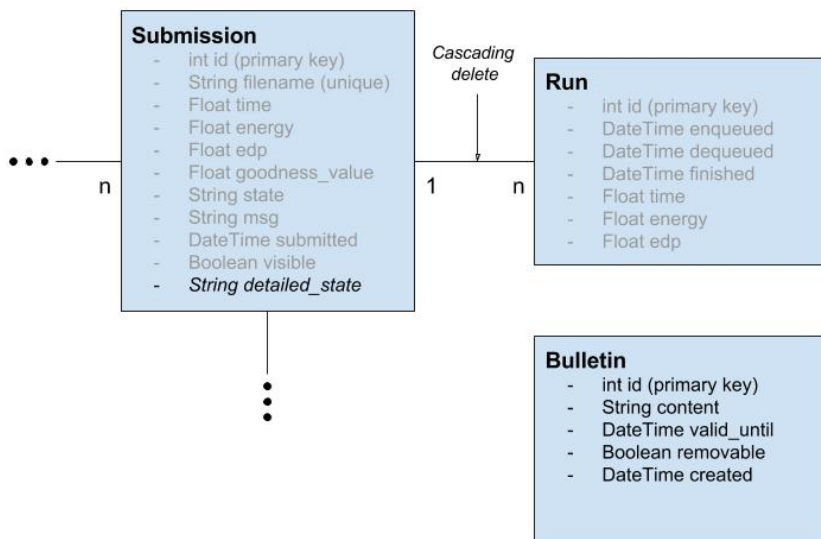 Submission
- int id (primary key)
- String filename (unique)
- Float time
- Float energy
- Float edp
- Float goodness_value
- String state
- String msg
- DateTime submitted
- Boolean visible
- String detailed_state
n
1
Cascading
delete
n
Run
- int id (primary key)
- DateTime enqueued
- DateTime dequeued
- DateTime finished
- Float time
- Float energy
- Float edp
Bulletin
- int id (primary key)
- String content
- DateTime valid_until
- Boolean removable
- DateTime created